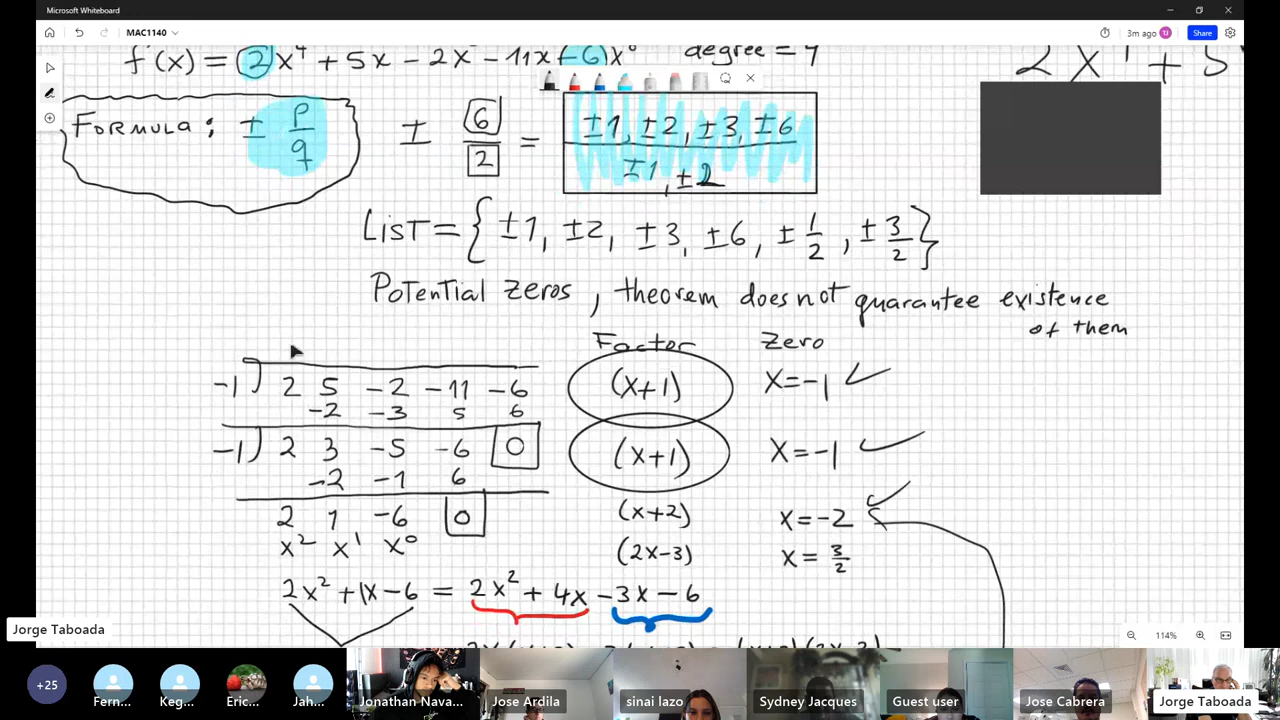 Microsoft Whiteboard
MAC1140
3m ago
TJ
Share
f(x) = 2x⁴ + 5x - 2x - 11x (-6)x⁰ degree = 4
2x + 5
FORMULA: ± P/q ± 6/2 = ±1, ±2, ±3, ±6 / ±1, ±2
LisT = { ±1, ±2, ±3, ±6, ±1/2, ±3/2 }
PoTenTial zeros, theorem does not guarantee existence
of them
Factor Zero
-1 2 5 -2 -11 -6 (x+1) x=-1 ✓
-2 -3 5 6
-1 2 3 -5 -6 0 (x+1) x=-1 ✓
-2 -1 6
2 1 -6 0 (x+2) x=-2 ✓
x² x¹ x⁰ (2x-3) x= 3/2
2x² + 1x - 6 = 2x² + 4x - 3x - 6
114%
Jorge Taboada
+25
Fern...
Keg...
Eric...
Jah...
Jonathan Nava...
Jose Ardila
sinai lazo
Sydney Jacques
Guest user
Jose Cabrera
Jorge Taboada